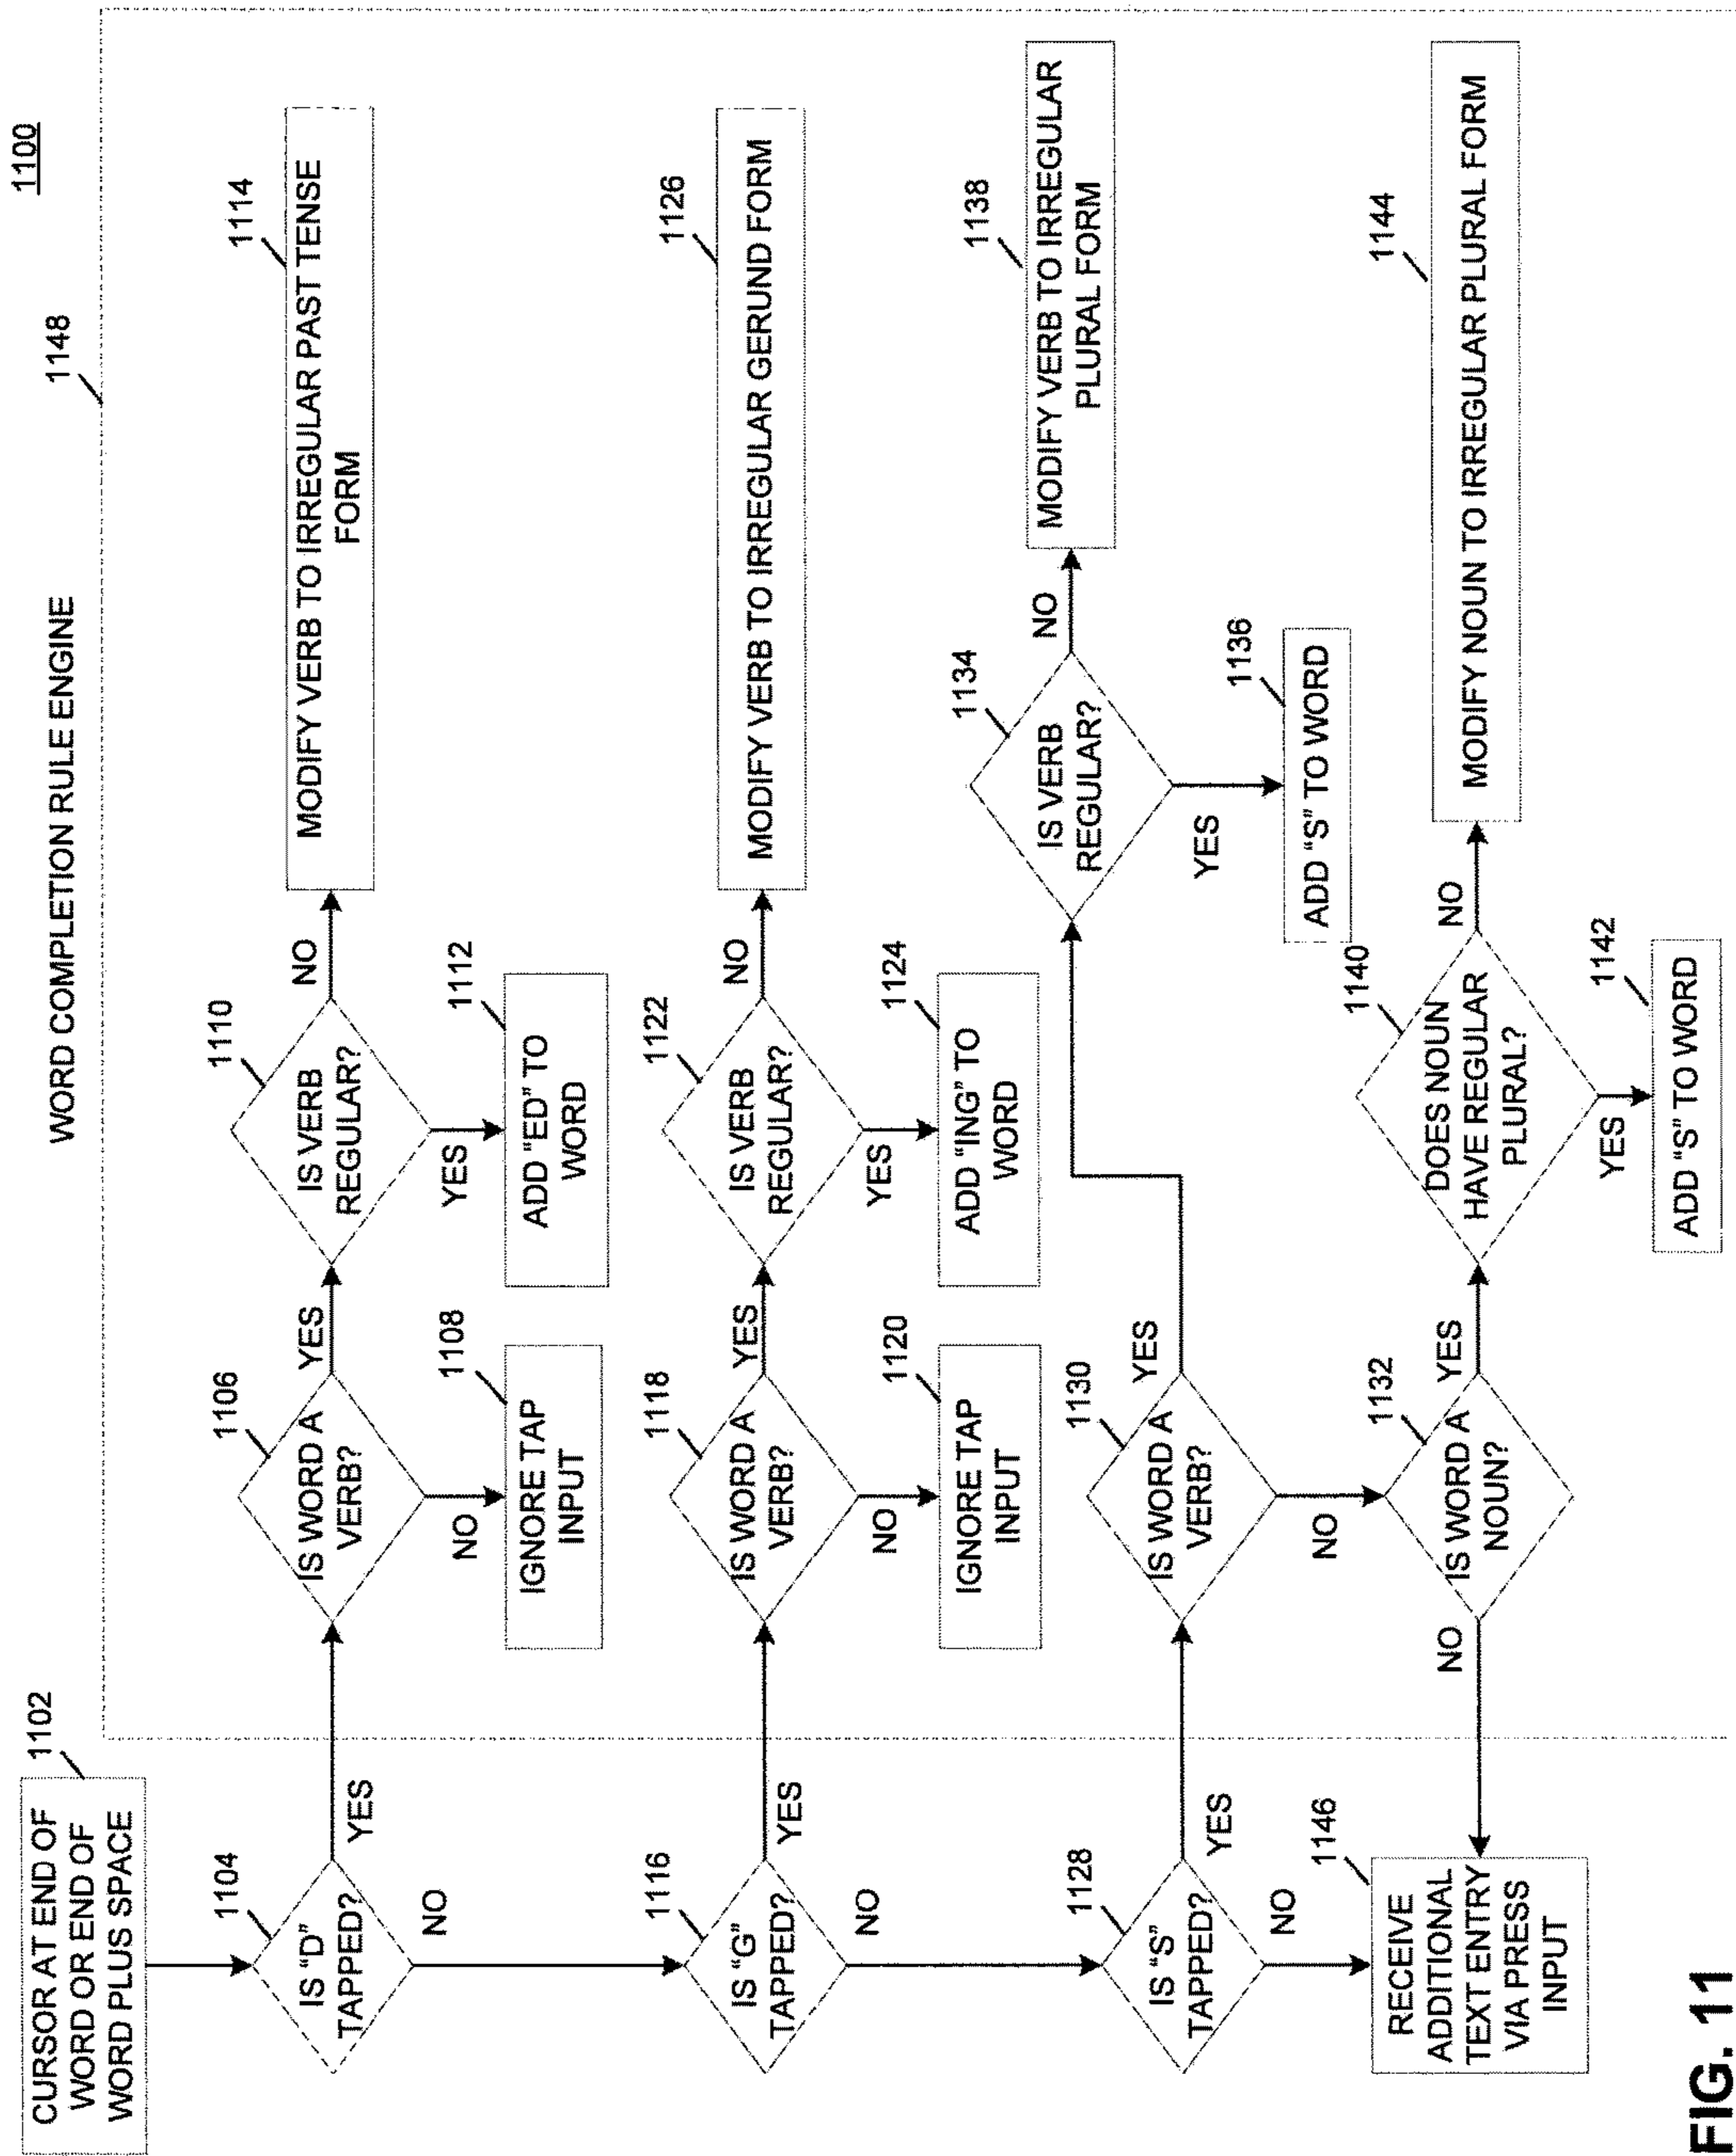 1100
WORD COMPLETION RULE ENGINE
1148
CURSOR AT END OF
WORD OR END OF
WORD PLUS SPACE
1102
1104
IS "D"
TAPPED?
YES
NO
1106
IS WORD A
VERB?
YES
NO
1108
IGNORE TAP
INPUT
1110
IS VERB
REGULAR?
NO
YES
1112
ADD "ED" TO
WORD
1114
MODIFY VERB TO IRREGULAR PAST TENSE
FORM
1116
IS "G"
TAPPED?
YES
NO
1118
IS WORD A
VERB?
YES
NO
1120
IGNORE TAP
INPUT
1122
IS VERB
REGULAR?
NO
YES
1124
ADD "ING" TO
WORD
1126
MODIFY VERB TO IRREGULAR GERUND FORM
1128
IS "S"
TAPPED?
YES
NO
1130
IS WORD A
VERB?
YES
NO
1134
IS VERB
REGULAR?
NO
YES
1136
ADD "S" TO WORD
1138
MODIFY VERB TO IRREGULAR
PLURAL FORM
1132
IS WORD A
NOUN?
YES
NO
1140
DOES NOUN
HAVE REGULAR
PLURAL?
NO
YES
1142
ADD "S" TO WORD
1144
MODIFY NOUN TO IRREGULAR PLURAL FORM
1146
RECEIVE
ADDITIONAL
TEXT ENTRY
VIA PRESS
INPUT
FIG. 11